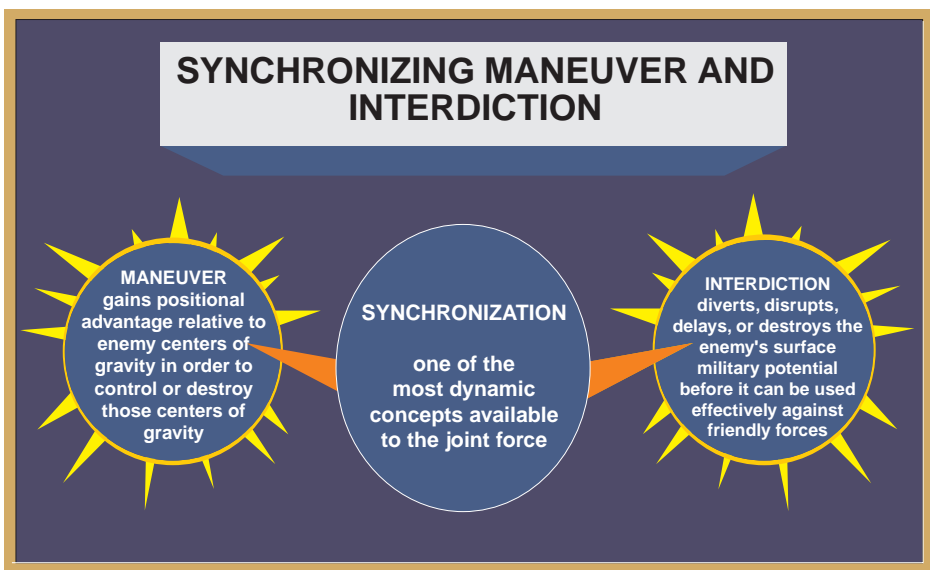 SYNCHRONIZING MANEUVER AND
INTERDICTION
MANEUVER
gains positional
advantage relative to
enemy centers of
gravity in order to
control or destroy
those centers of
gravity
SYNCHRONIZATION
one of the
most dynamic
concepts available
to the joint force
INTERDICTION
diverts, disrupts,
delays, or destroys the
enemy's surface
military potential
before it can be used
effectively against
friendly forces